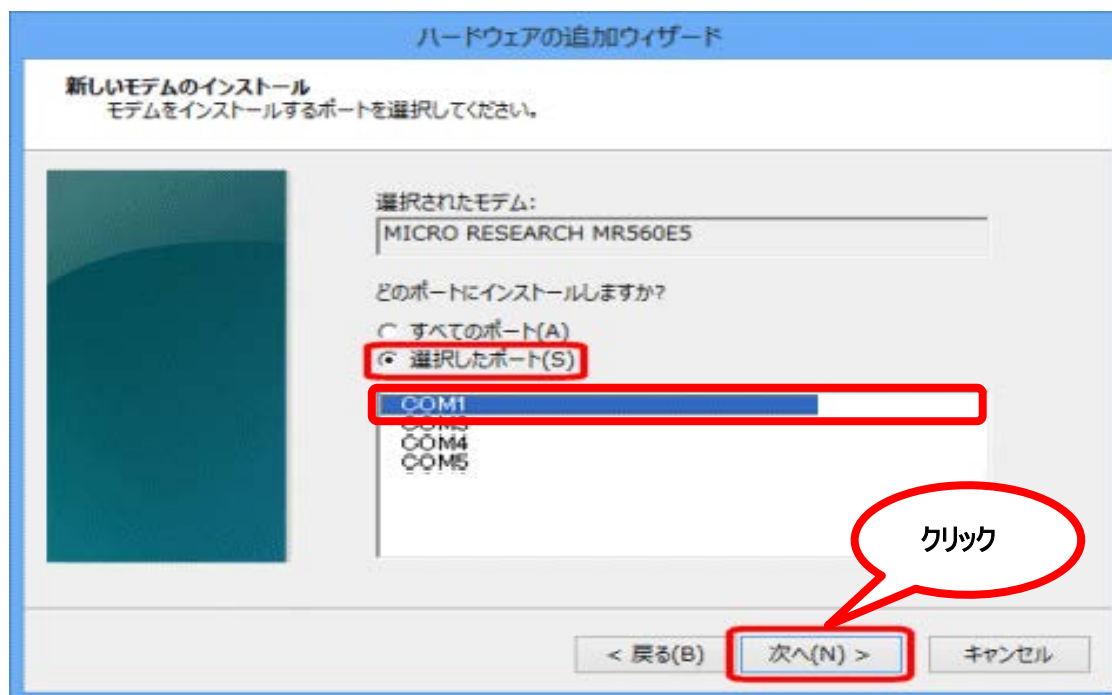 ハードウェアの追加ウィザード
新しいモデムのインストール
モデムをインストールするポートを選択してください。
選択されたモデム:
MICRO RESEARCH MR560E5
どのポートにインストールしますか?
すべてのポート(A)
選択したポート(S)
COM1
COM3
COM4
COM5
クリック
< 戻る(B)
次へ(N) >
キャンセル